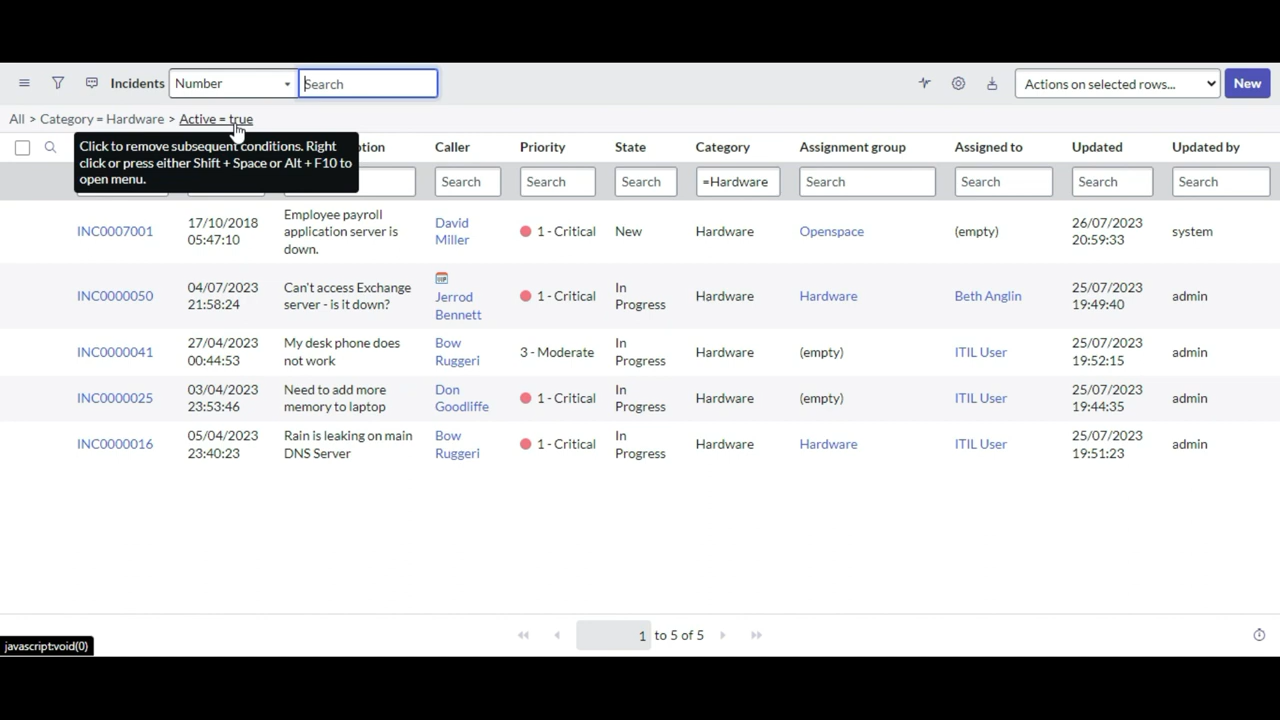 Incidents Number Search Actions on selected rows... New
All > Category = Hardware > Active = true
Click to remove subsequent conditions. Right
click or press either Shift + Space or Alt + F10 to
open menu.
Caller Priority State Category Assignment group Assigned to Updated Updated by
Search Search Search =Hardware Search Search Search Search
INC0007001 17/10/2018 05:47:10 Employee payroll application server is down. David Miller 1 - Critical New Hardware Openspace (empty) 26/07/2023 20:59:33 system
INC0000050 04/07/2023 21:58:24 Can't access Exchange server - is it down? Jerrod Bennett 1 - Critical In Progress Hardware Hardware Beth Anglin 25/07/2023 19:49:40 admin
INC0000041 27/04/2023 00:44:53 My desk phone does not work Bow Ruggeri 3 - Moderate In Progress Hardware (empty) ITIL User 25/07/2023 19:52:15 admin
INC0000025 03/04/2023 23:53:46 Need to add more memory to laptop Don Goodliffe 1 - Critical In Progress Hardware (empty) ITIL User 25/07/2023 19:44:35 admin
INC0000016 05/04/2023 23:40:23 Rain is leaking on main DNS Server Bow Ruggeri 1 - Critical In Progress Hardware Hardware ITIL User 25/07/2023 19:51:23 admin
1 to 5 of 5
javascript:void(0)